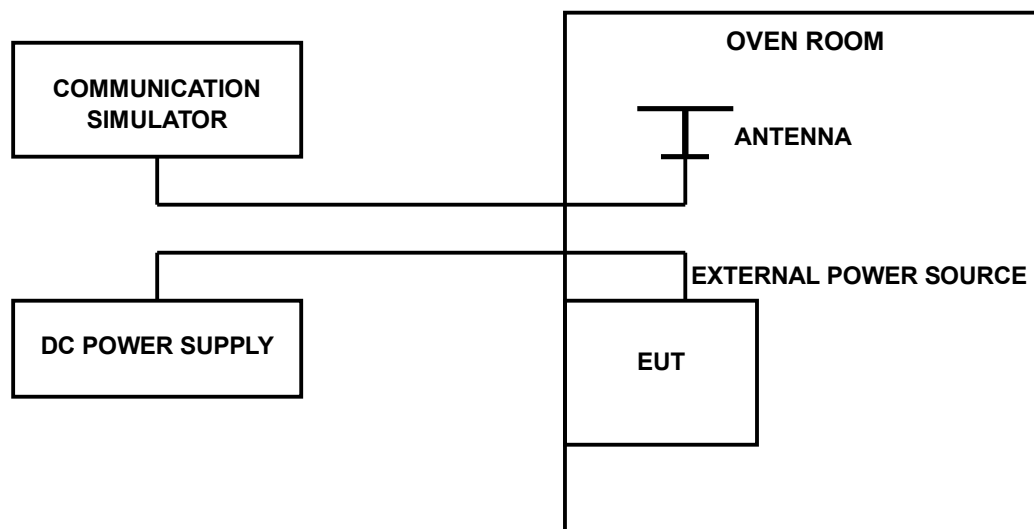 OVEN ROOM
COMMUNICATION
SIMULATOR
ANTENNA
EXTERNAL POWER SOURCE
DC POWER SUPPLY
EUT